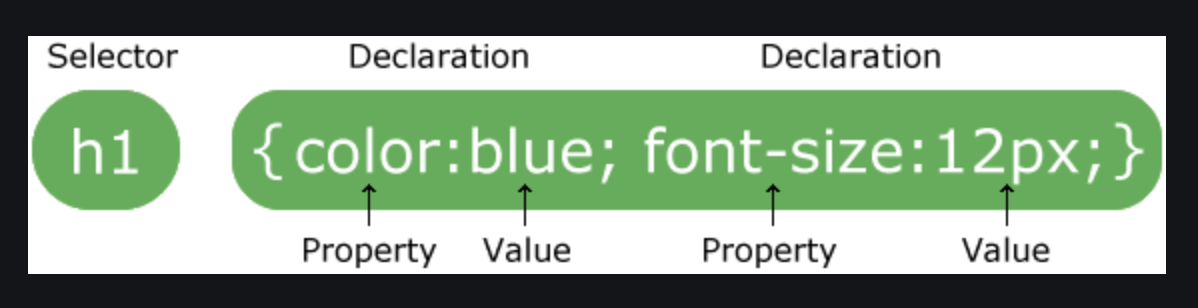 Selector Declaration Declaration
h1 {color:blue; font-size:12px;}
Property Value Property Value